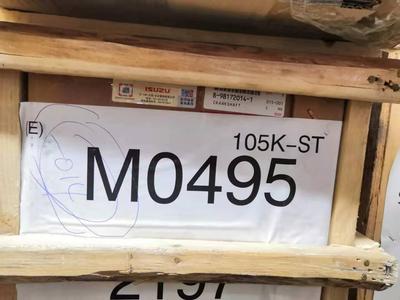 ISUZU
8-98172014-1
CRANKSHAFT
(E)
105K-ST
M0495
2197